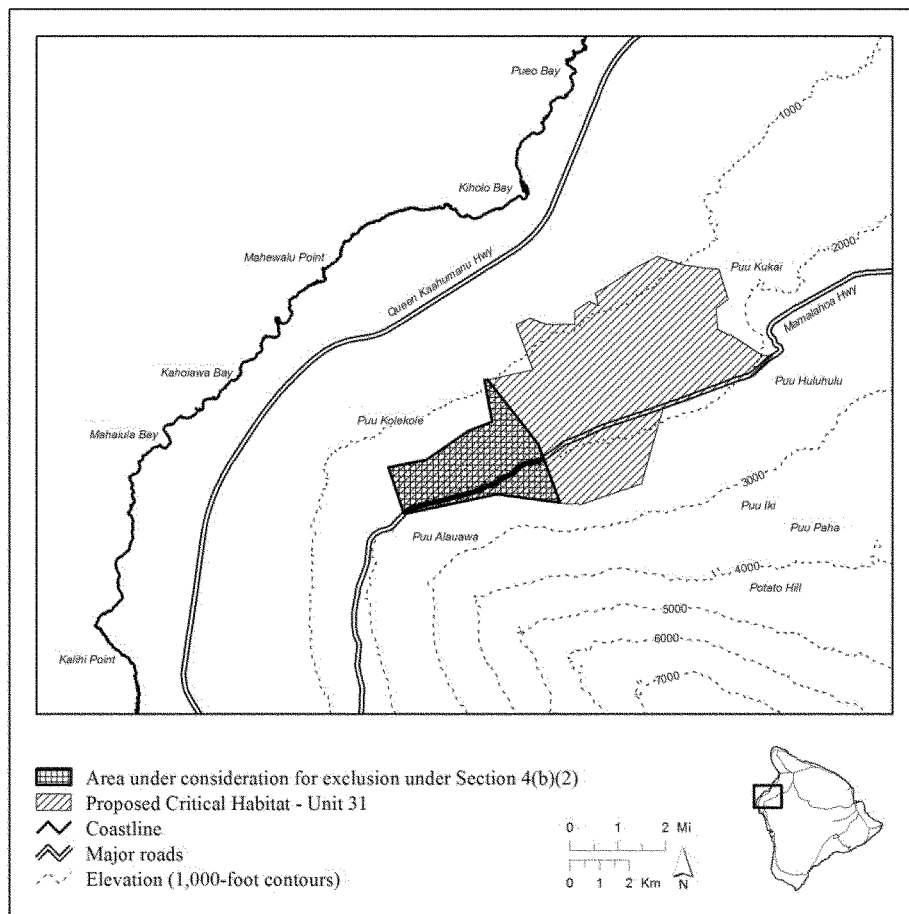 Pueo Bay
1000
Kiholo Bay
Mahewalu Point
Puu Kukai
2000
Queen Kaahumanu Hwy
Mamalahoa Hwy
Kahoiawa Bay
Puu Huluhulu
Puu Kolekole
Mahaiula Bay
3000
Puu Iki
Puu Paha
Puu Alauawa
4000
Potato Hill
5000
6000
Kalihi Point
7000
Area under consideration for exclusion under Section 4(b)(2)
Proposed Critical Habitat - Unit 31
Coastline
Major roads
Elevation (1,000-foot contours)
0 1 2 Mi
0 1 2 Km
N